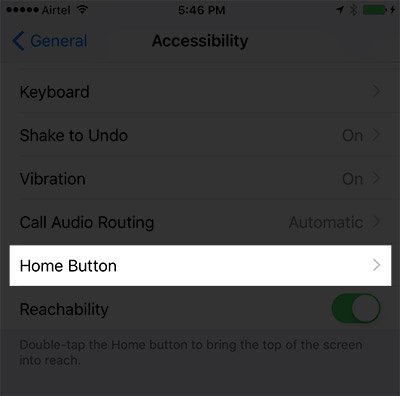 Airtel 5:46 PM
General Accessibility
Keyboard
Shake to Undo On
Vibration On
Call Audio Routing Automatic
Home Button
Reachability
Double-tap the Home button to bring the top of the screen
into reach.